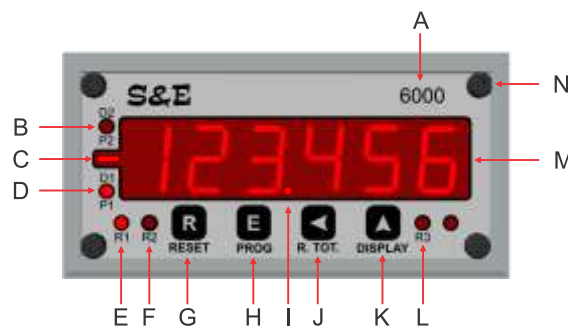 A
S&E
6000
N
D2
B
P2
123.456
C
M
D1
D
P1
R
E
R1
R2
RESET
PROG
R. TOT.
DISPLAY
R3
E
F
G
H
I
J
K
L